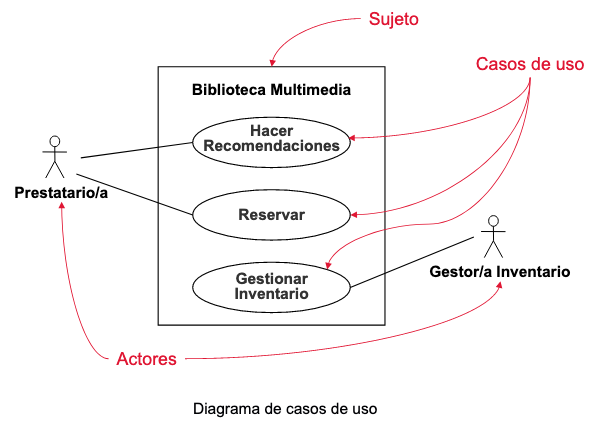 Sujeto
Casos de uso
Biblioteca Multimedia
Hacer
Recomendaciones
Prestatario/a
Reservar
Gestor/a Inventario
Gestionar
Inventario
Actores
Diagrama de casos de uso